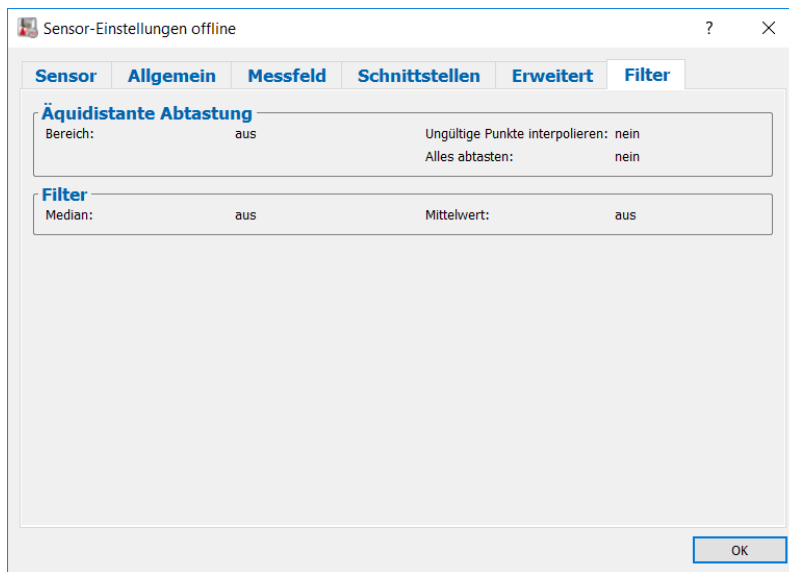 Sensor-Einstellungen offline
Sensor Allgemein Messfeld Schnittstellen Erweitert Filter
Äquidistante Abtastung
Bereich: aus Ungültige Punkte interpolieren: nein
Alles abtasten: nein
Filter
Median: aus Mittelwert: aus
OK